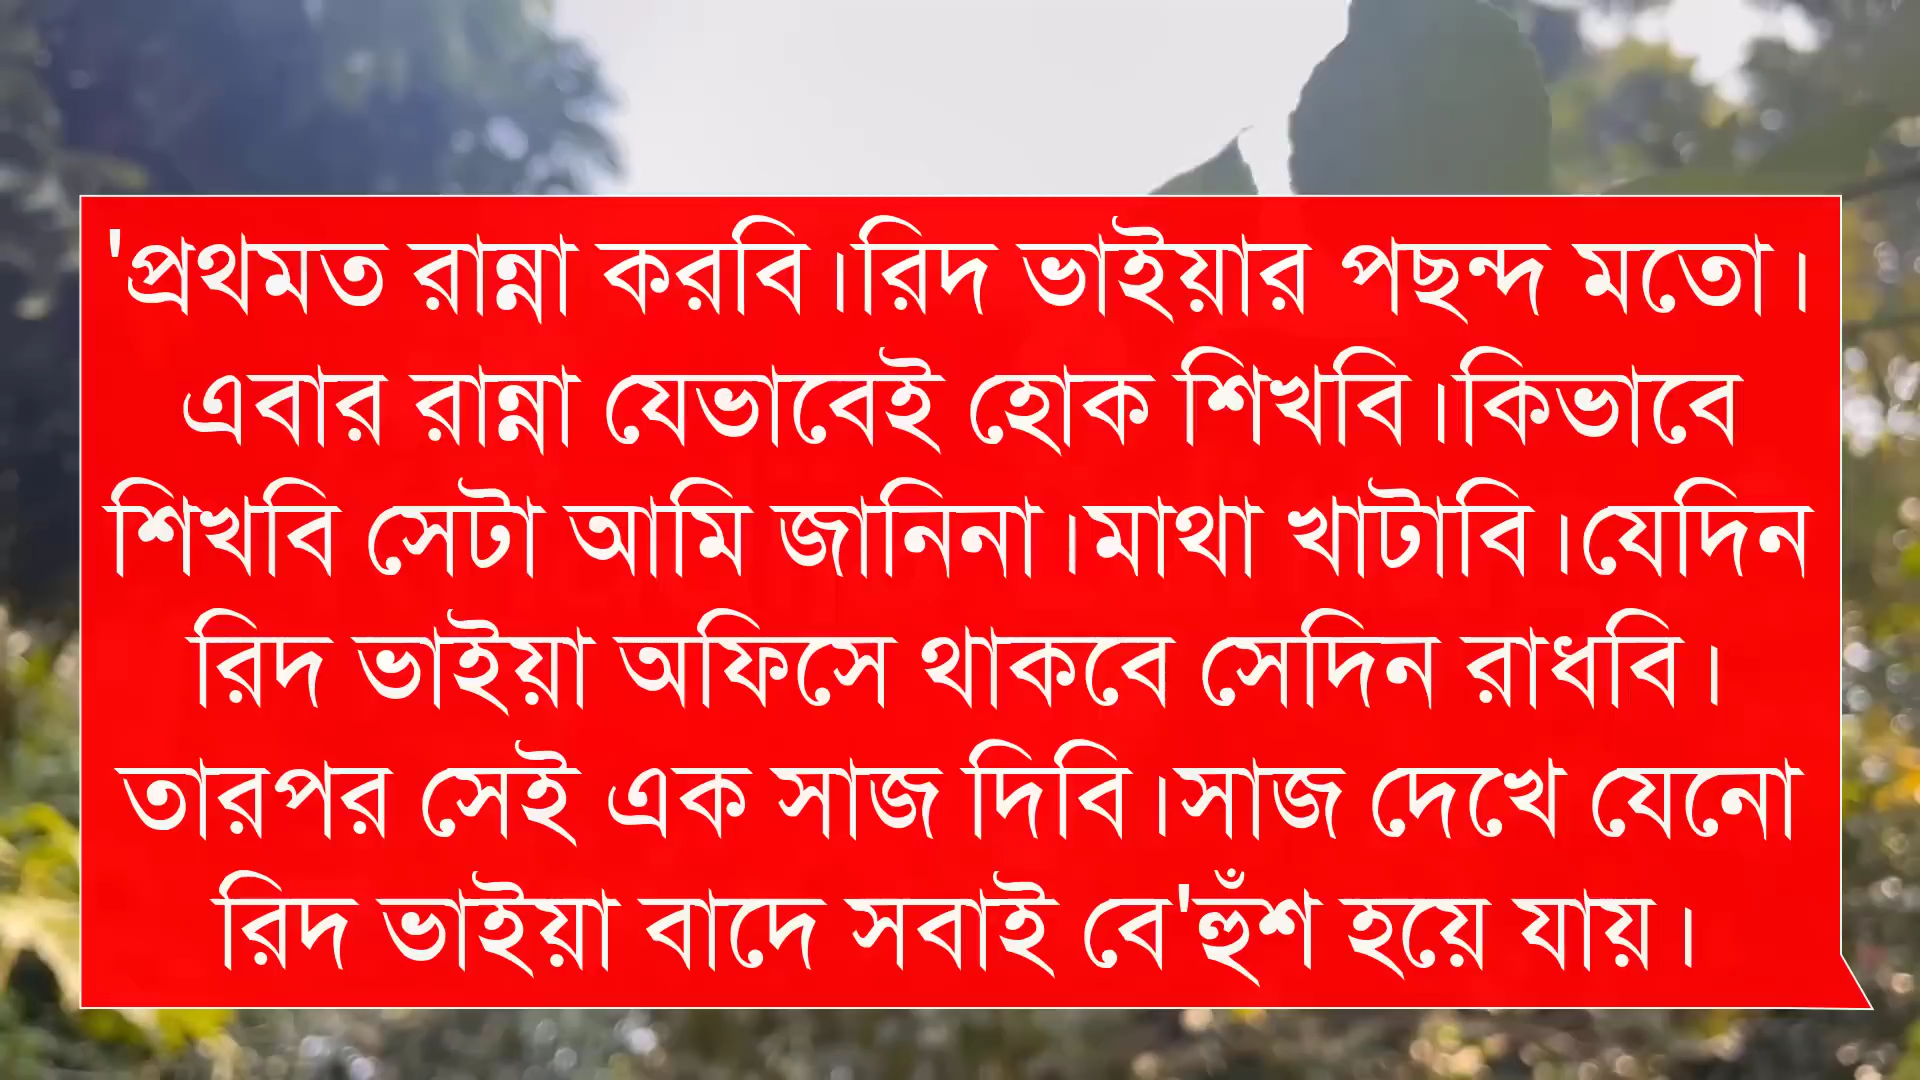 'প্রথমত রান্না করবি।রিদ ভাইয়ার পছন্দ মতো।
এবার রান্না যেভাবেই হোক শিখবি।কিভাবে
শিখবি সেটা আমি জানিনা।মাথা খাটাবি।যেদিন
রিদ ভাইয়া অফিসে থাকবে সেদিন রাধবি।
তারপর সেই এক সাজ দিবি।সাজ দেখে যেনো
রিদ ভাইয়া বাদে সবাই বে'হুঁশ হয়ে যায়।